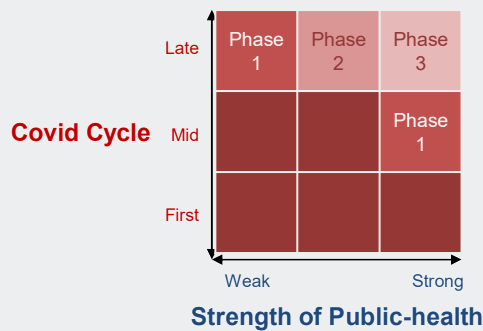 Late
Phase
1
Phase
2
Phase
3
Covid Cycle
Mid
Phase
1
First
Weak
Strong
Strength of Public-health